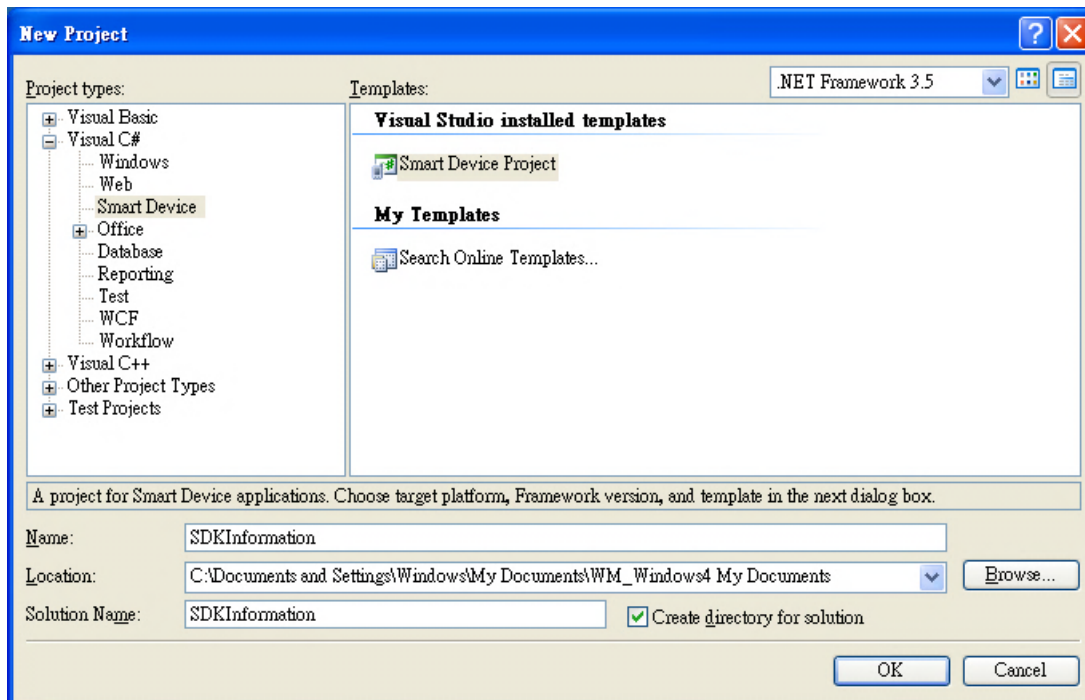 New Project
Project types:
Templates:
.NET Framework 3.5
Visual Basic
Visual C#
Windows
Web
Smart Device
Office
Database
Reporting
Test
WCF
Workflow
Visual C++
Other Project Types
Test Projects
Visual Studio installed templates
Smart Device Project
My Templates
Search Online Templates...
A project for Smart Device applications. Choose target platform, Framework version, and template in the next dialog box.
Name:
SDKInformation
Location:
C:\Documents and Settings\Windows\My Documents\WM_Windows4 My Documents
Browse...
Solution Name:
SDKInformation
Create directory for solution
OK
Cancel